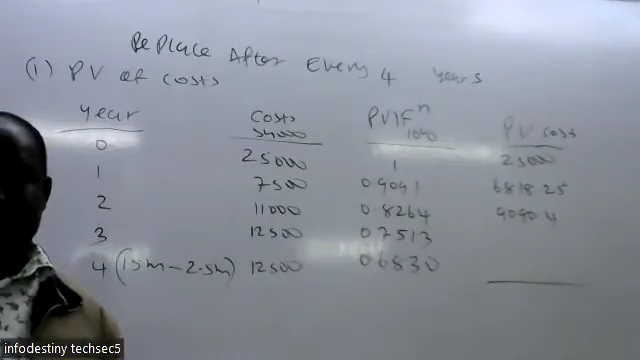 Replace After Every 4 years
(1) PV of costs
Year Costs PVIF n PV cost
sh000 10%
0 25000 1 25000
1 7500 0.9091 6818.25
2 11000 0.8264 9090.4
3 12500 0.7513
4 (15m - 2.5m) 12500 0.6830
infodestiny techsec5